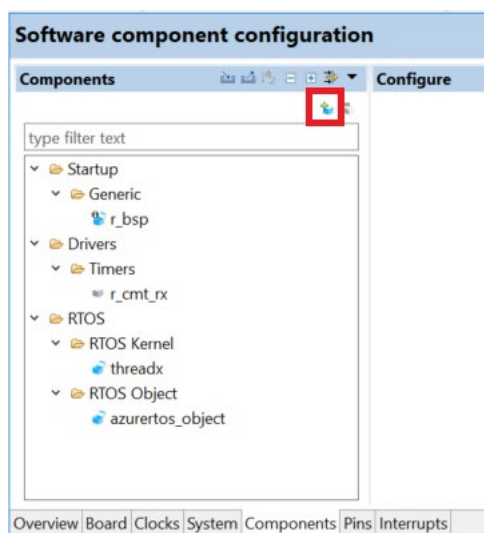 Software component configuration
Components
Configure
type filter text
Startup
Generic
r_bsp
Drivers
Timers
r_cmt_rx
RTOS
RTOS Kernel
threadx
RTOS Object
azurertos_object
Overview Board Clocks System Components Pins Interrupts